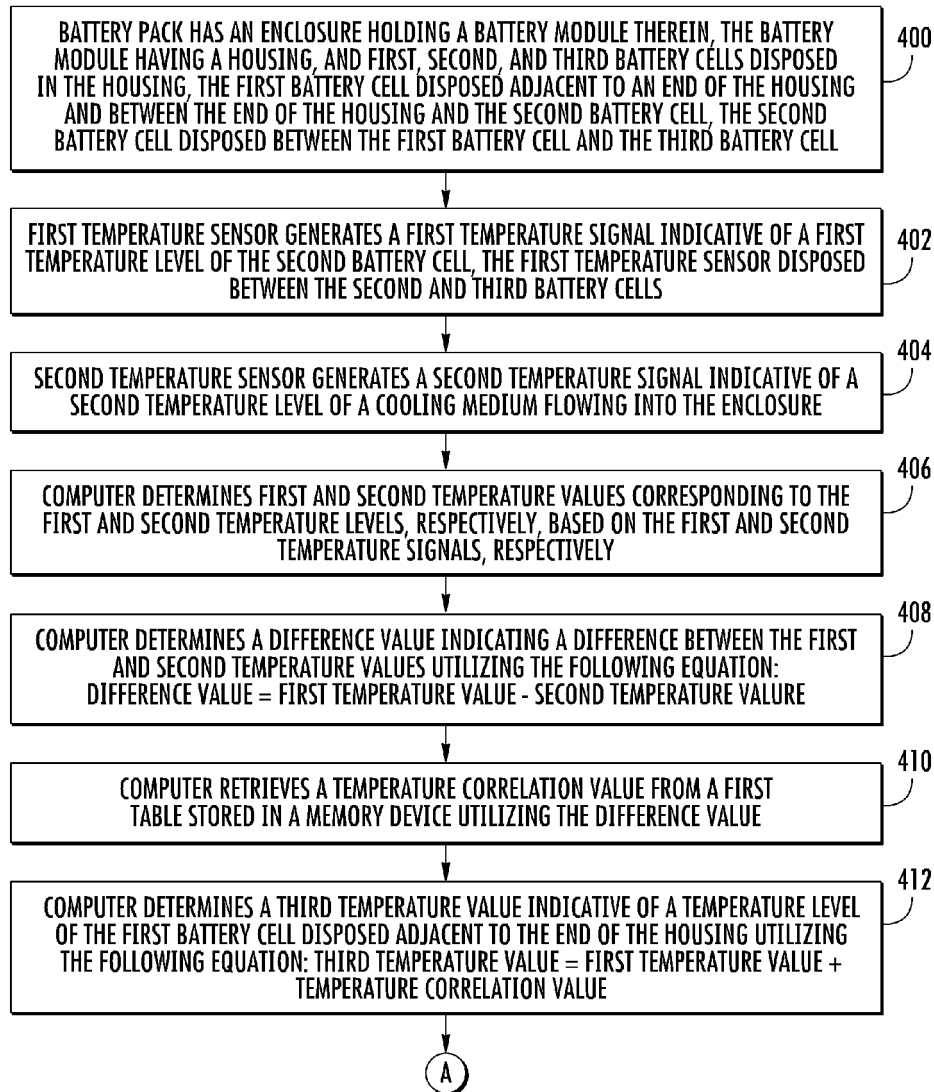 BATTERY PACK HAS AN ENCLOSURE HOLDING A BATTERY MODULE THEREIN, THE BATTERY
MODULE HAVING A HOUSING, AND FIRST, SECOND, AND THIRD BATTERY CELLS DISPOSED
IN THE HOUSING, THE FIRST BATTERY CELL DISPOSED ADJACENT TO AN END OF THE HOUSING
AND BETWEEN THE END OF THE HOUSING AND THE SECOND BATTERY CELL, THE SECOND
BATTERY CELL DISPOSED BETWEEN THE FIRST BATTERY CELL AND THE THIRD BATTERY CELL
400
FIRST TEMPERATURE SENSOR GENERATES A FIRST TEMPERATURE SIGNAL INDICATIVE OF A FIRST
TEMPERATURE LEVEL OF THE SECOND BATTERY CELL, THE FIRST TEMPERATURE SENSOR DISPOSED
BETWEEN THE SECOND AND THIRD BATTERY CELLS
402
SECOND TEMPERATURE SENSOR GENERATES A SECOND TEMPERATURE SIGNAL INDICATIVE OF A
SECOND TEMPERATURE LEVEL OF A COOLING MEDIUM FLOWING INTO THE ENCLOSURE
404
COMPUTER DETERMINES FIRST AND SECOND TEMPERATURE VALUES CORRESPONDING TO THE
FIRST AND SECOND TEMPERATURE LEVELS, RESPECTIVELY, BASED ON THE FIRST AND SECOND
TEMPERATURE SIGNALS, RESPECTIVELY
406
COMPUTER DETERMINES A DIFFERENCE VALUE INDICATING A DIFFERENCE BETWEEN THE FIRST
AND SECOND TEMPERATURE VALUES UTILIZING THE FOLLOWING EQUATION:
DIFFERENCE VALUE = FIRST TEMPERATURE VALUE - SECOND TEMPERATURE VALURE
408
COMPUTER RETRIEVES A TEMPERATURE CORRELATION VALUE FROM A FIRST
TABLE STORED IN A MEMORY DEVICE UTILIZING THE DIFFERENCE VALUE
410
COMPUTER DETERMINES A THIRD TEMPERATURE VALUE INDICATIVE OF A TEMPERATURE LEVEL
OF THE FIRST BATTERY CELL DISPOSED ADJACENT TO THE END OF THE HOUSING UTILIZING
THE FOLLOWING EQUATION: THIRD TEMPERATURE VALUE = FIRST TEMPERATURE VALUE +
TEMPERATURE CORRELATION VALUE
412
A